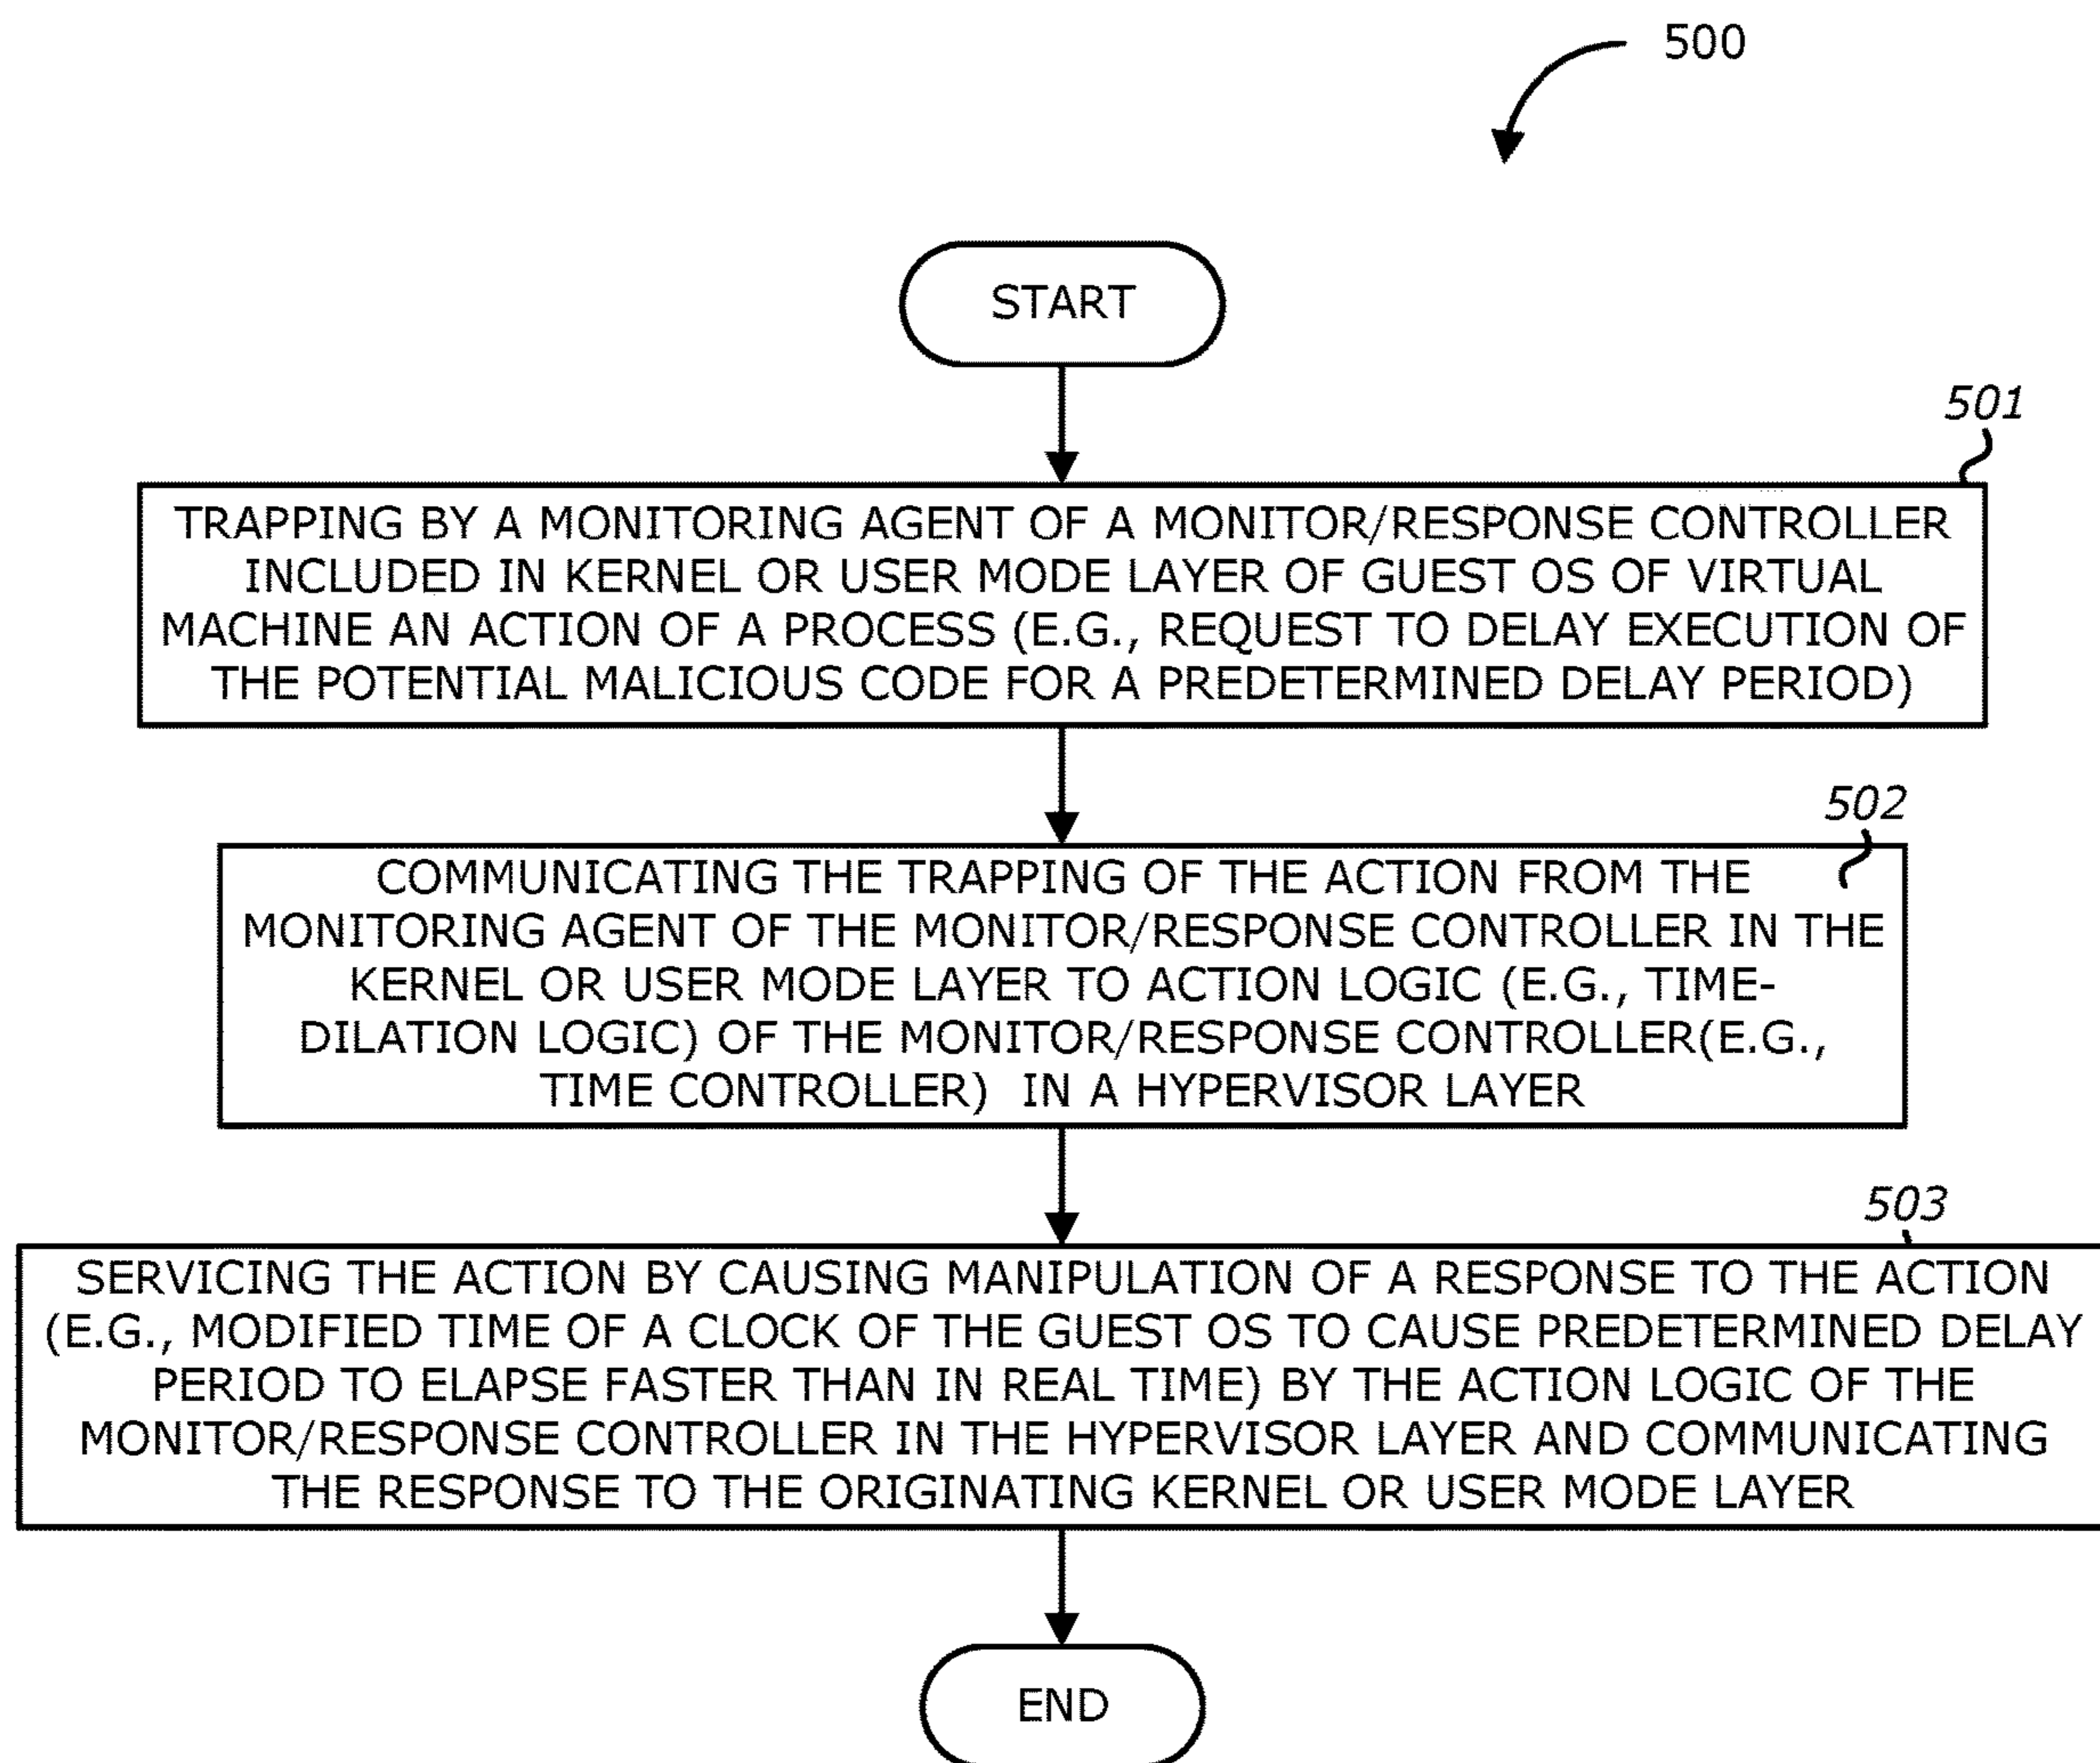 500
START
501
TRAPPING BY A MONITORING AGENT OF A MONITOR/RESPONSE CONTROLLER
INCLUDED IN KERNEL OR USER MODE LAYER OF GUEST OS OF VIRTUAL
MACHINE AN ACTION OF A PROCESS (E.G., REQUEST TO DELAY EXECUTION OF
THE POTENTIAL MALICIOUS CODE FOR A PREDETERMINED DELAY PERIOD)
502
COMMUNICATING THE TRAPPING OF THE ACTION FROM THE
MONITORING AGENT OF THE MONITOR/RESPONSE CONTROLLER IN THE
KERNEL OR USER MODE LAYER TO ACTION LOGIC (E.G., TIME-
DILATION LOGIC) OF THE MONITOR/RESPONSE CONTROLLER(E.G.,
TIME CONTROLLER) IN A HYPERVISOR LAYER
503
SERVICING THE ACTION BY CAUSING MANIPULATION OF A RESPONSE TO THE ACTION
(E.G., MODIFIED TIME OF A CLOCK OF THE GUEST OS TO CAUSE PREDETERMINED DELAY
PERIOD TO ELAPSE FASTER THAN IN REAL TIME) BY THE ACTION LOGIC OF THE
MONITOR/RESPONSE CONTROLLER IN THE HYPERVISOR LAYER AND COMMUNICATING
THE RESPONSE TO THE ORIGINATING KERNEL OR USER MODE LAYER
END